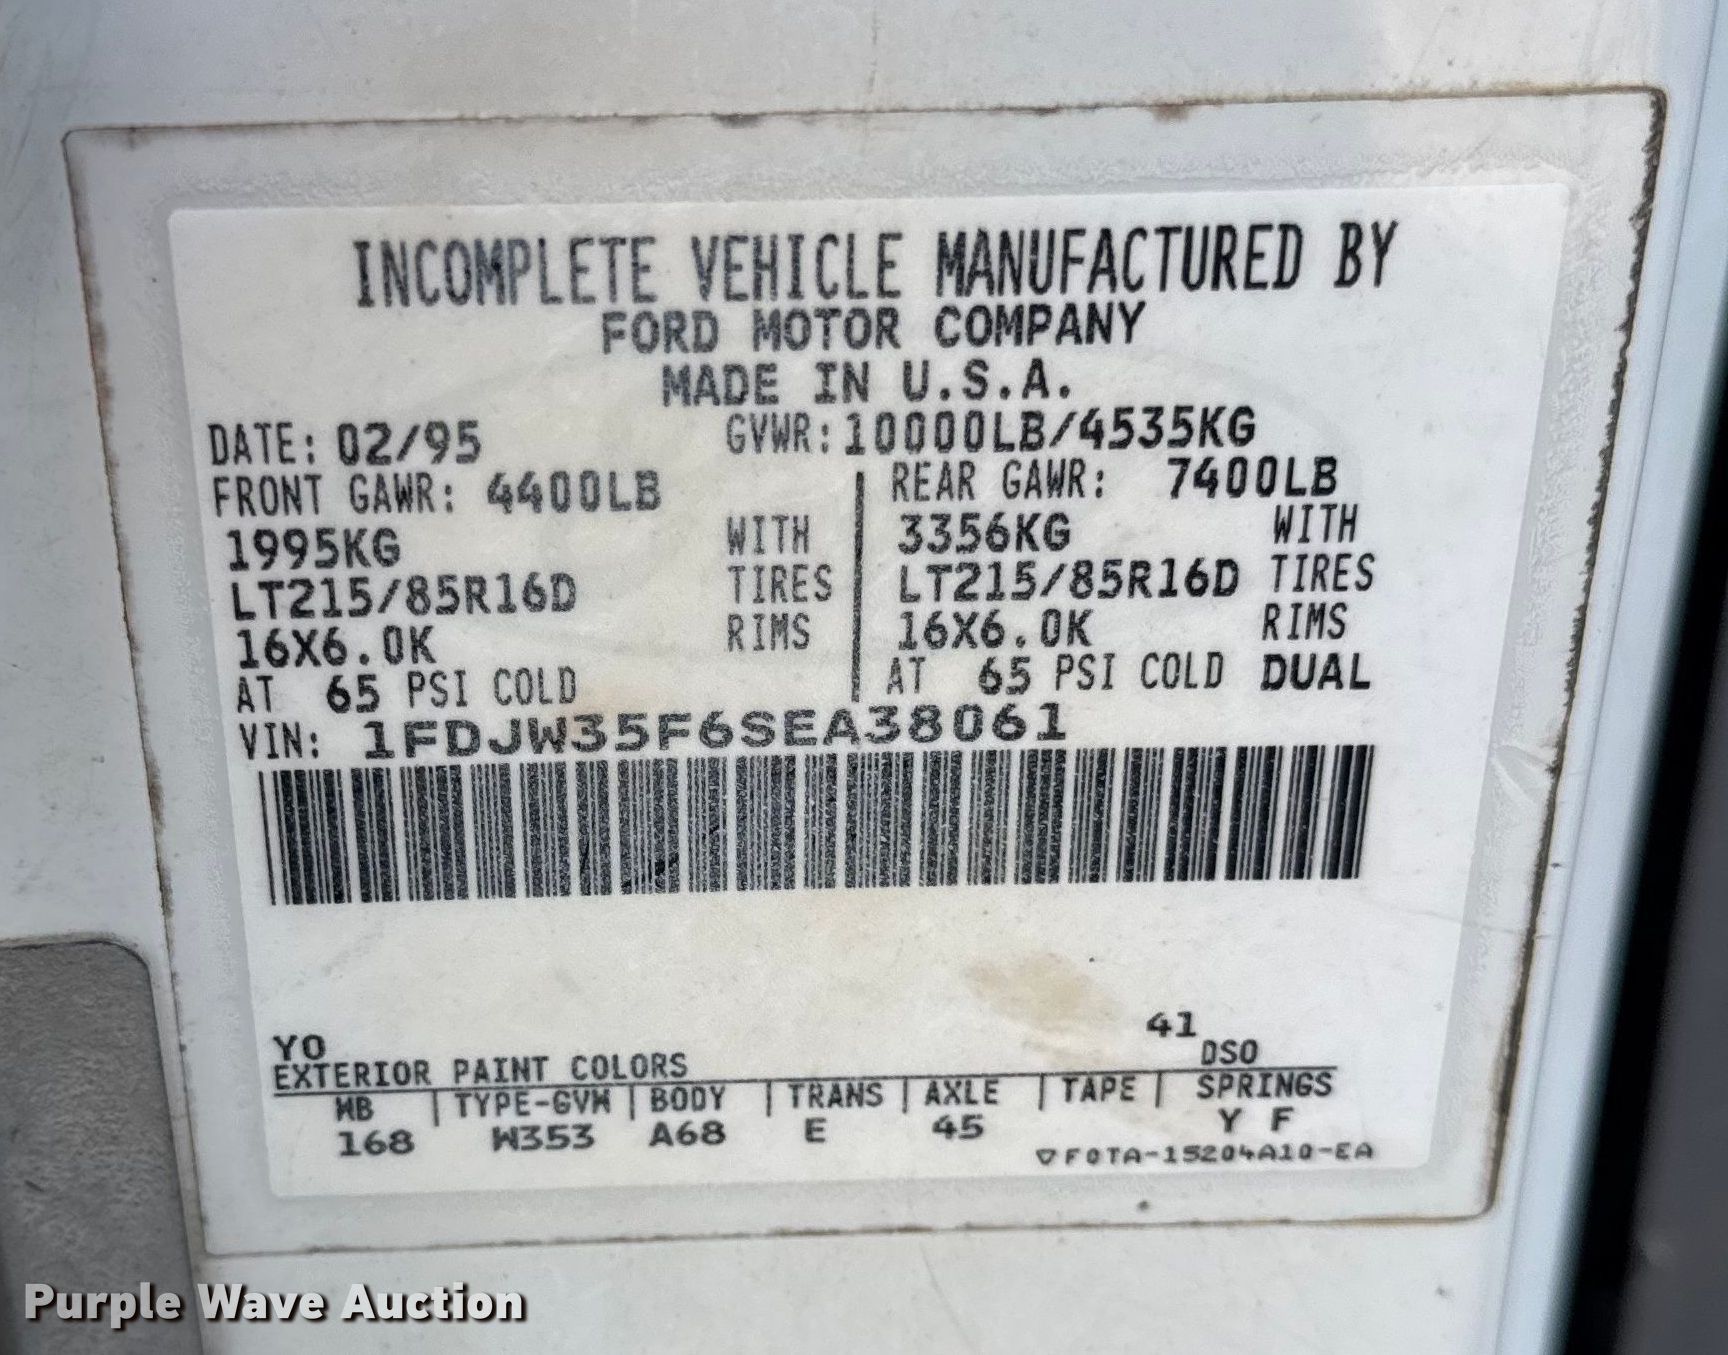 INCOMPLETE VEHICLE MANUFACTURED BY
FORD MOTOR COMPANY
MADE IN U.S.A.
DATE: 02/95 GVWR: 10000LB/4535KG
FRONT GAWR: 4400LB REAR GAWR: 7400LB
1995KG WITH 3356KG WITH
LT215/85R16D TIRES LT215/85R16D TIRES
16X6.0K RIMS 16X6.0K RIMS
AT 65 PSI COLD AT 65 PSI COLD DUAL
VIN: 1FDJW35F6SEA38061
YO 41
EXTERIOR PAINT COLORS DSO
WB | TYPE-GVW | BODY | TRANS | AXLE | TAPE | SPRINGS
168 W353 A68 E 45 Y F
▽F0TA-15204A10-EA
Purple Wave Auction